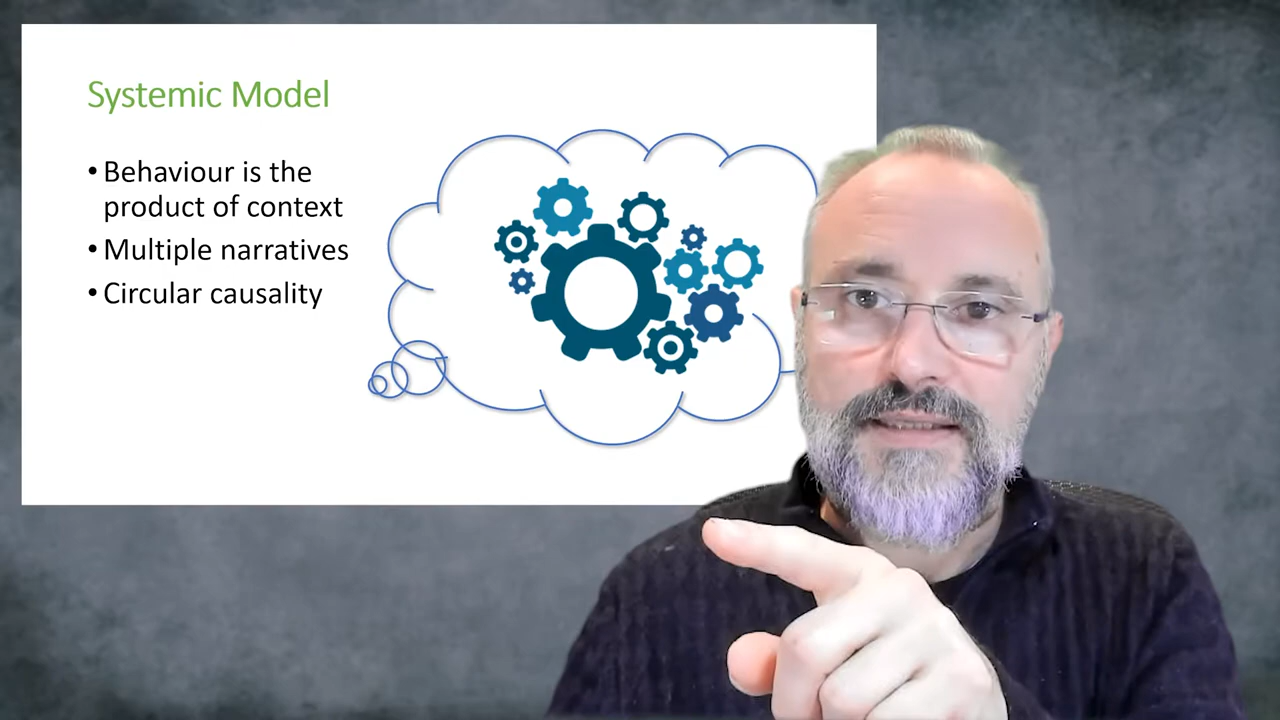 Systemic Model
• Behaviour is the
product of context
• Multiple narratives
• Circular causality